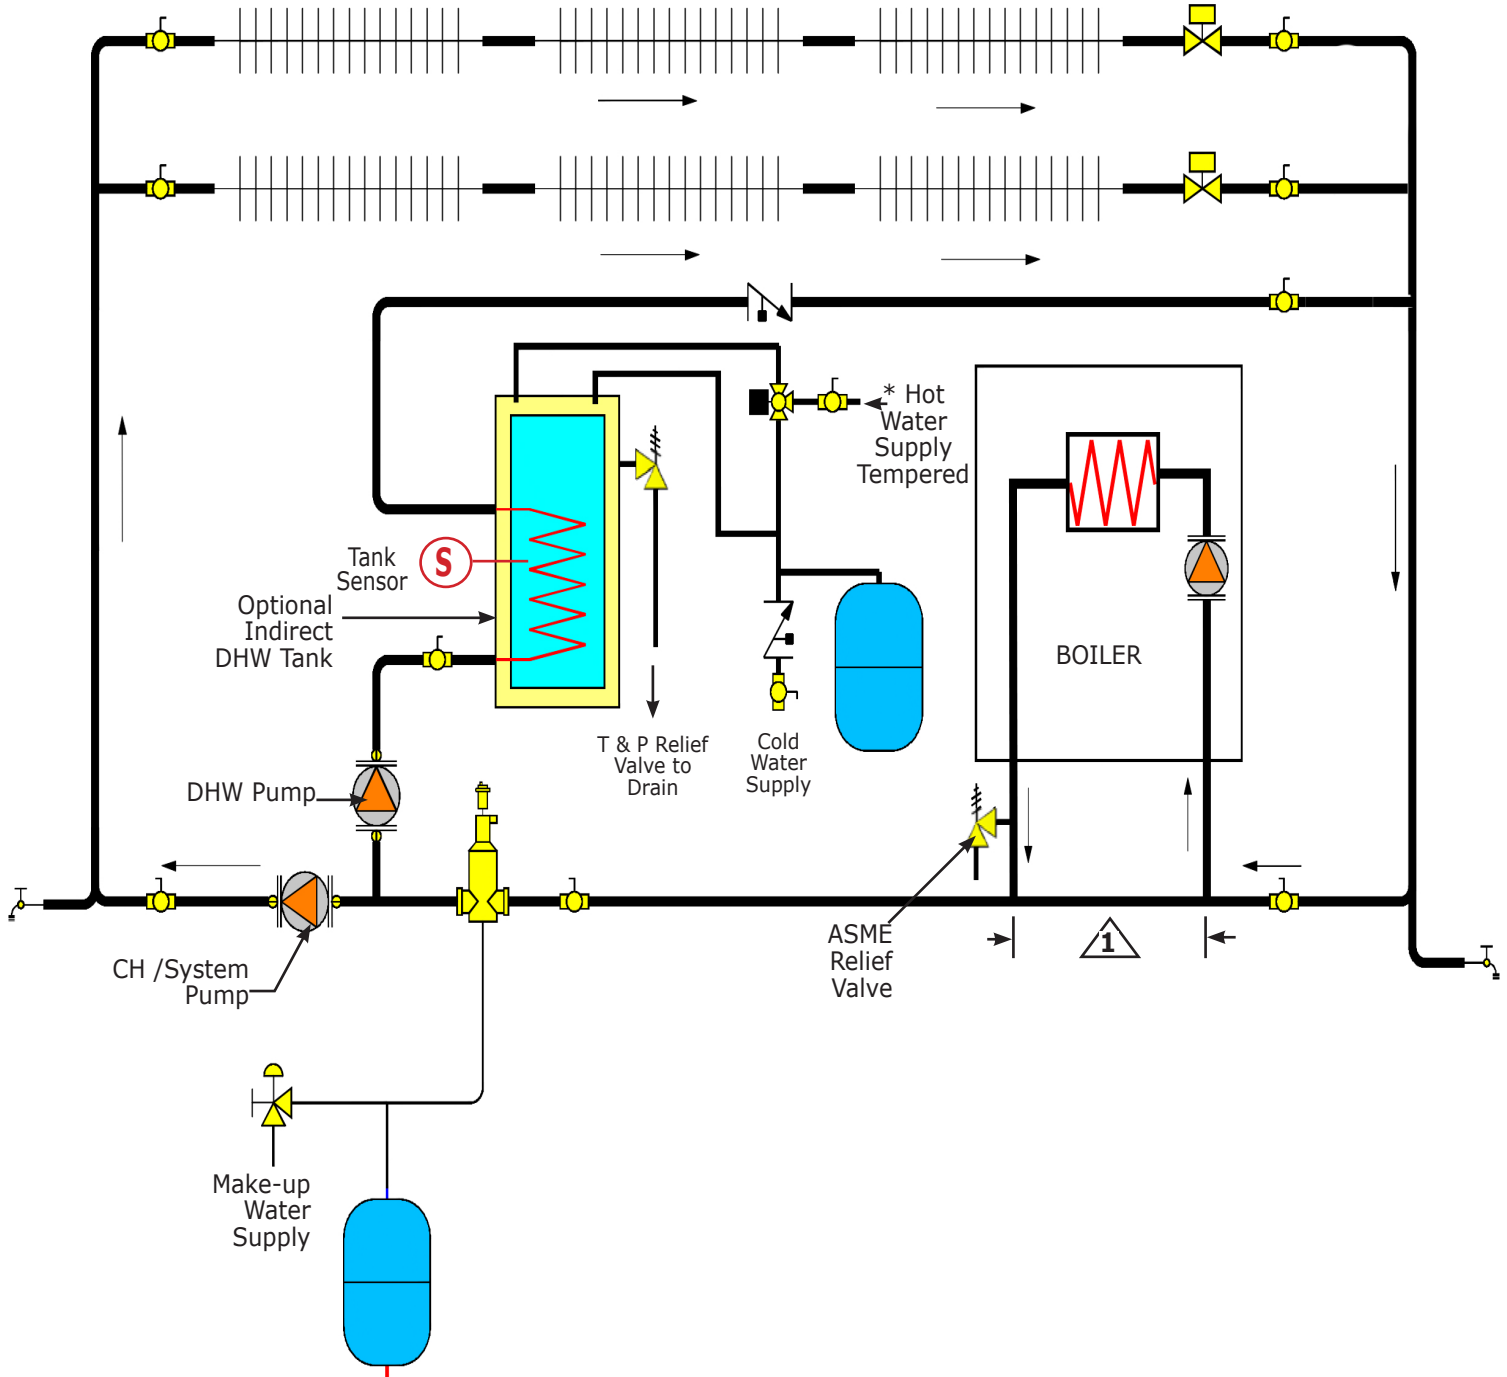 * Hot
Water
Supply
Tempered
Tank
Sensor
S
Optional
Indirect
DHW Tank
BOILER
T & P Relief
Valve to
Drain
Cold
Water
Supply
DHW Pump
ASME
Relief
Valve
1
CH /System
Pump
Make-up
Water
Supply